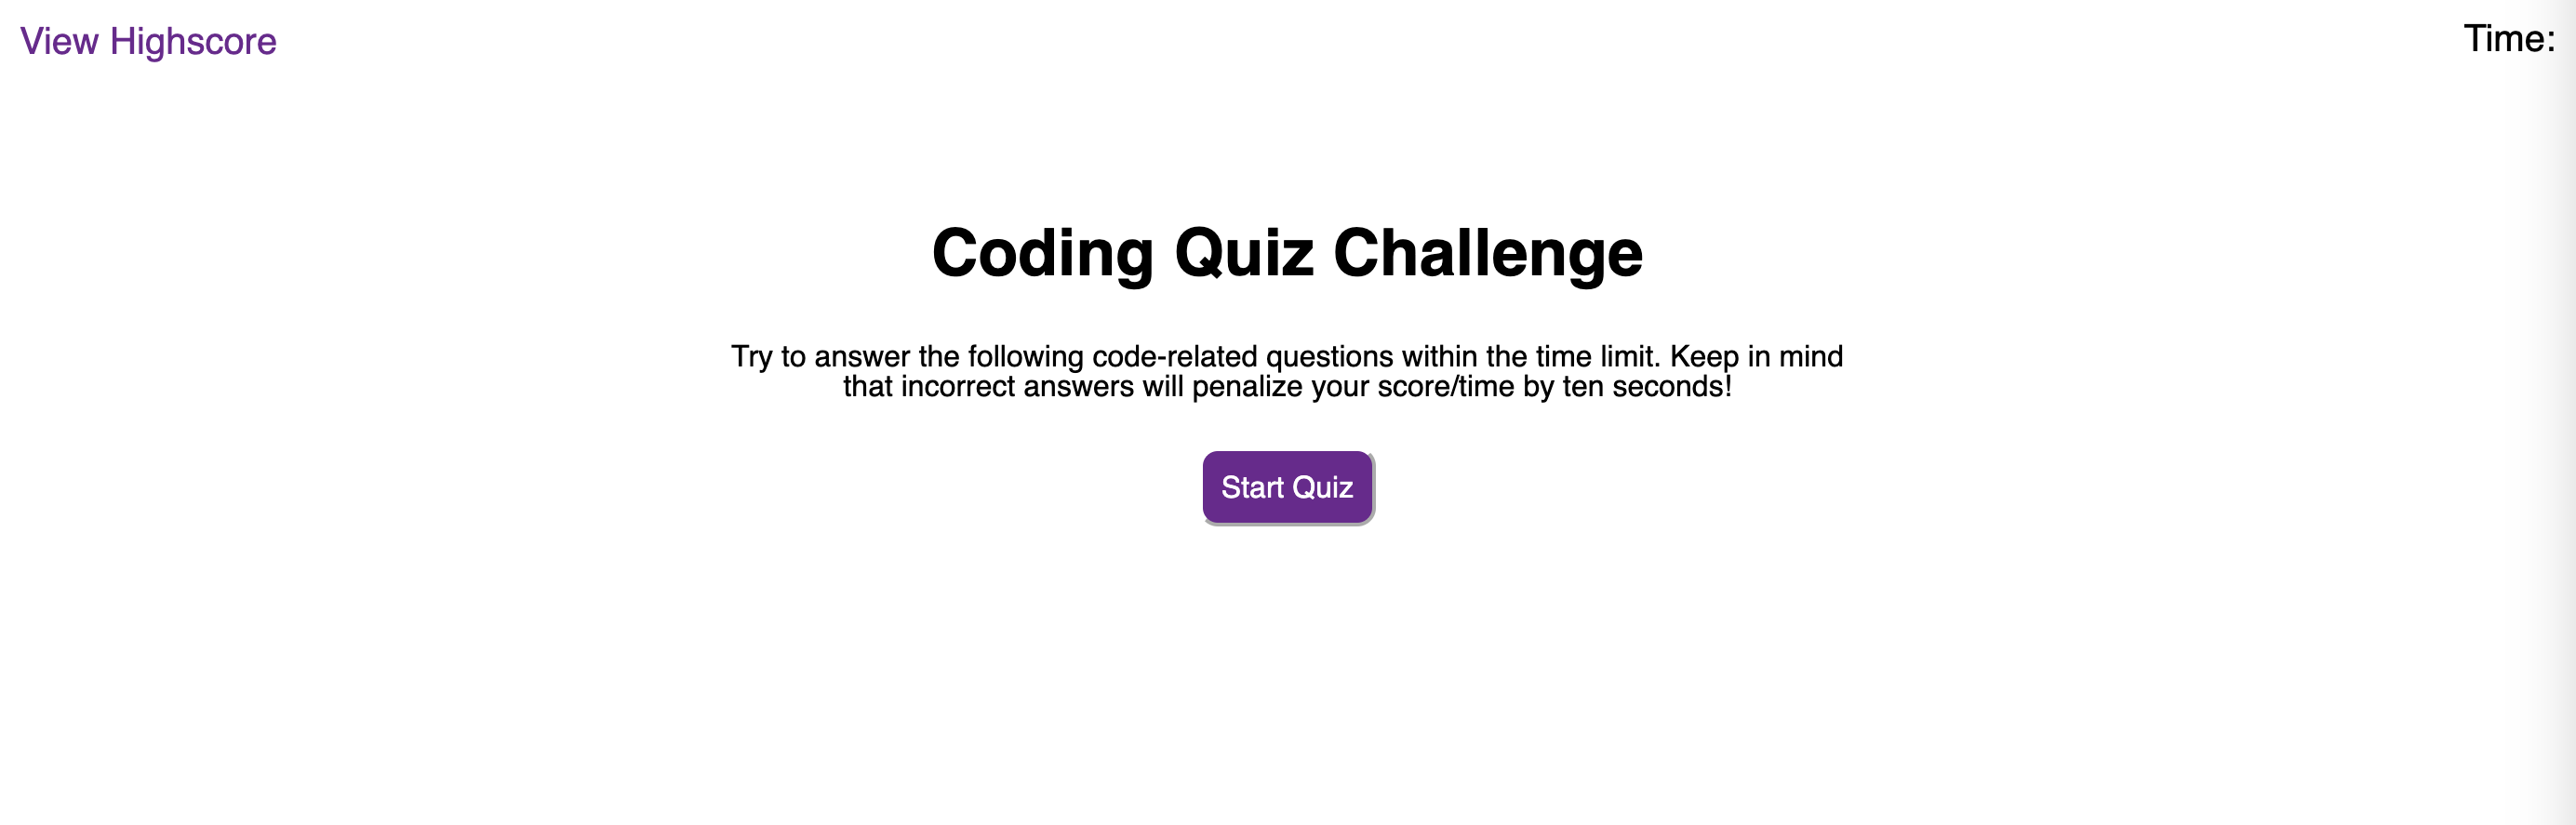 View Highscore
Time:
Coding Quiz Challenge
Try to answer the following code-related questions within the time limit. Keep in mind
that incorrect answers will penalize your score/time by ten seconds!
Start Quiz